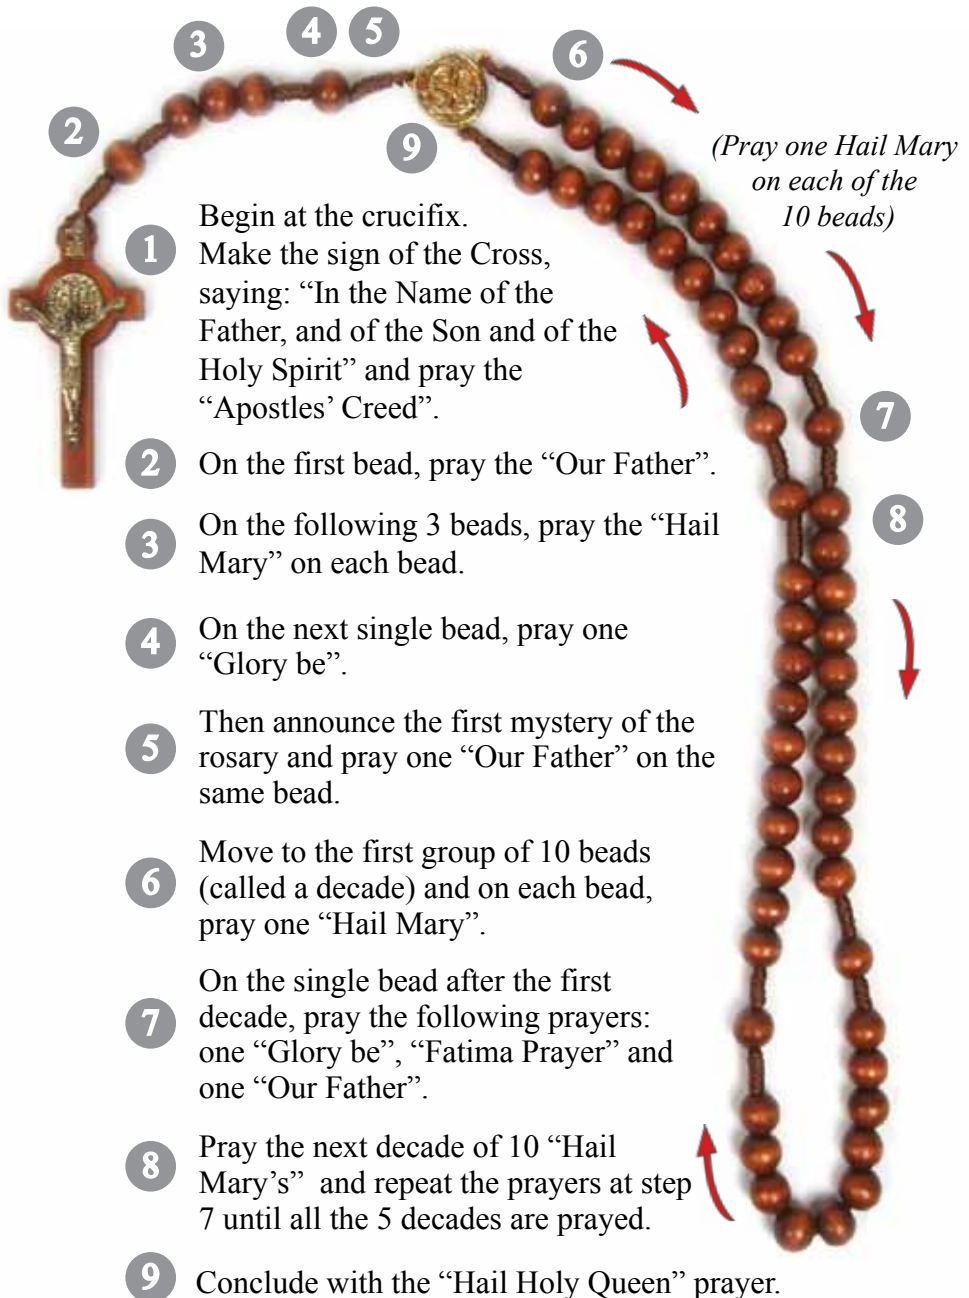 3
4
5
6
2
9
(Pray one Hail Mary
on each of the
10 beads)
1
Begin at the crucifix.
Make the sign of the Cross,
saying: “In the Name of the
Father, and of the Son and of the
Holy Spirit” and pray the
“Apostles’ Creed”.
7
2
On the first bead, pray the “Our Father”.
8
3
On the following 3 beads, pray the “Hail
Mary” on each bead.
4
On the next single bead, pray one
“Glory be”.
5
Then announce the first mystery of the
rosary and pray one “Our Father” on the
same bead.
6
Move to the first group of 10 beads
(called a decade) and on each bead,
pray one “Hail Mary”.
7
On the single bead after the first
decade, pray the following prayers:
one “Glory be”, “Fatima Prayer” and
one “Our Father”.
8
Pray the next decade of 10 “Hail
Mary’s”  and repeat the prayers at step
7 until all the 5 decades are prayed.
9
Conclude with the “Hail Holy Queen” prayer.